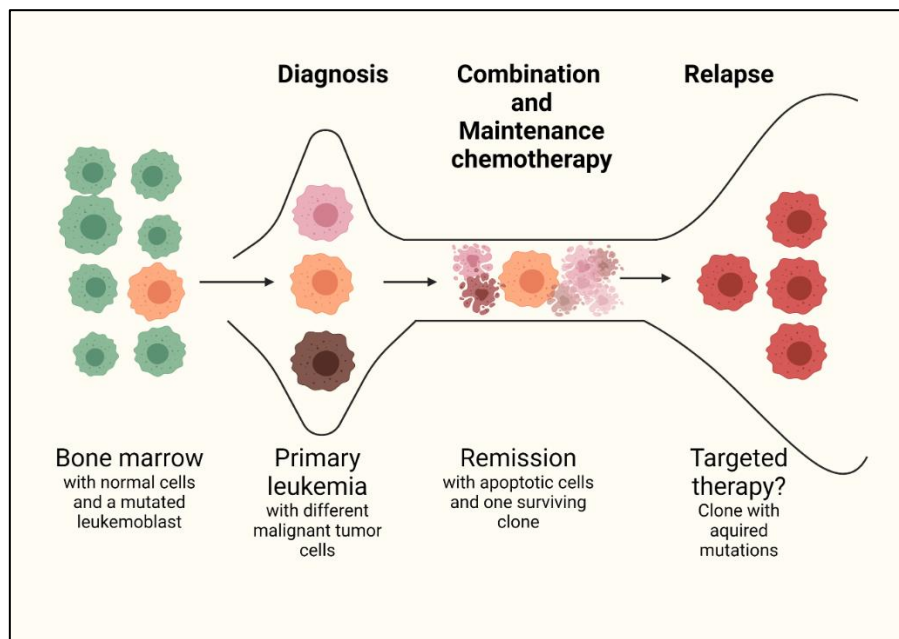 Diagnosis
Combination
and
Maintenance
chemotherapy
Relapse
Bone marrow
with normal cells
and a mutated
leukemoblast
Primary
leukemia
with different
malignant tumor
cells
Remission
with apoptotic cells
and one surviving
clone
Targeted
therapy?
Clone with
aquired
mutations